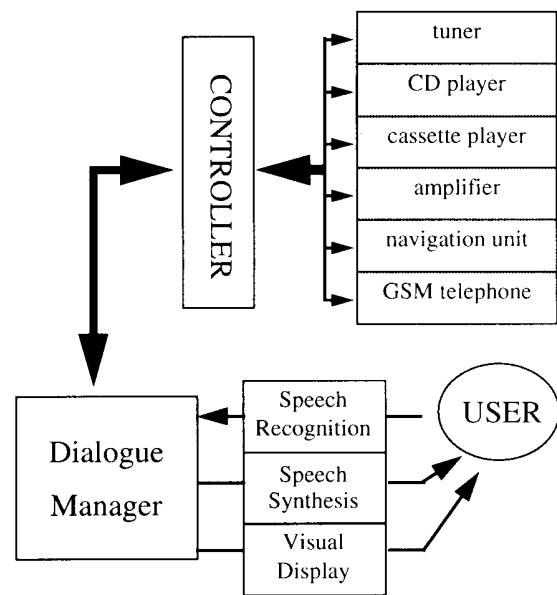 tuner
CD player
cassette player
amplifier
navigation unit
GSM telephone
CONTROLLER
Dialogue
Manager
Speech
Recognition
Speech
Synthesis
Visual
Display
USER